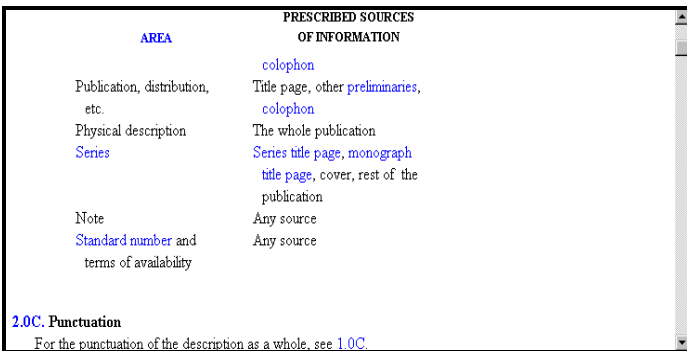 PRESCRIBED SOURCES
AREA OF INFORMATION
colophon
Publication, distribution, Title page, other preliminaries,
etc. colophon
Physical description The whole publication
Series Series title page, monograph
title page, cover, rest of the
publication
Note Any source
Standard number and Any source
terms of availability
2.0C. Punctuation
For the punctuation of the description as a whole, see 1.0C.